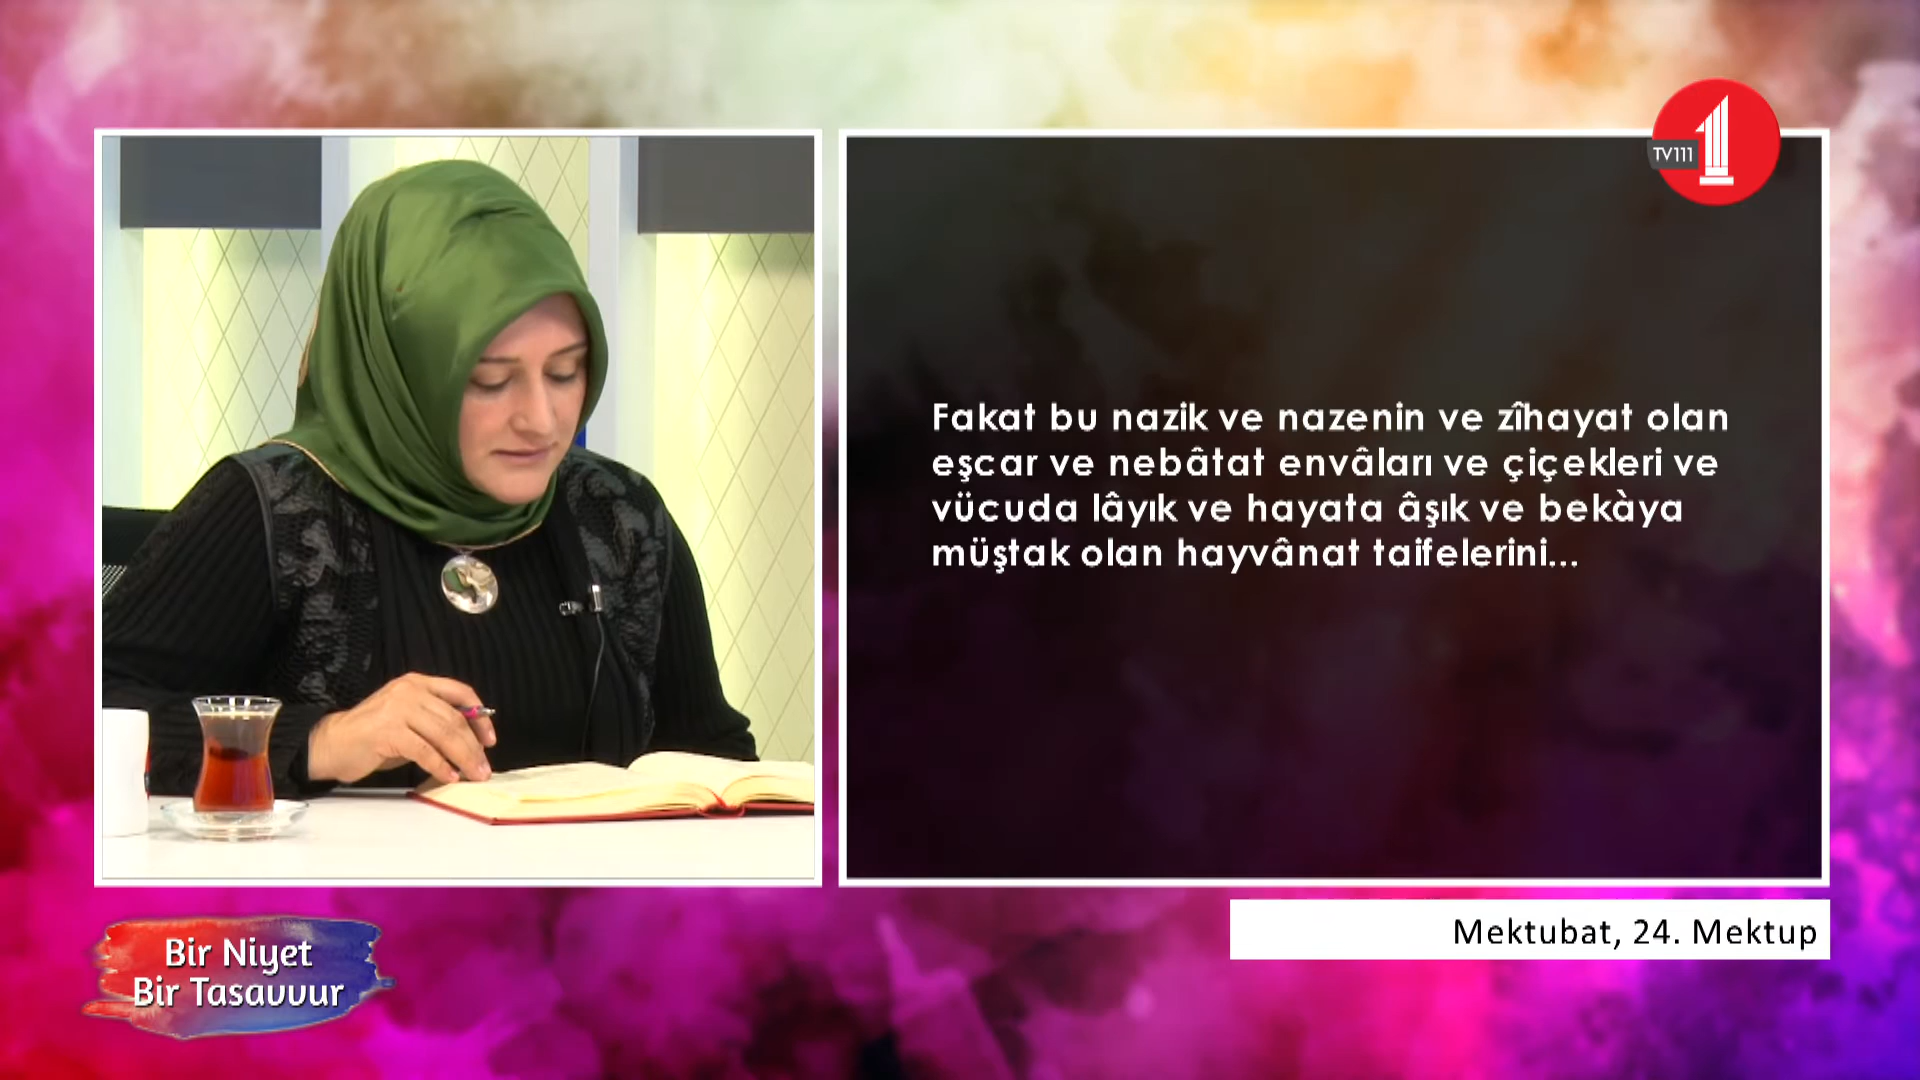 TV111
1
Fakat bu nazik ve nazenin ve zîhayat olan
eşcar ve nebâtat envâları ve çiçekleri ve
vücuda lâyık ve hayata âşık ve bekàya
müştak olan hayvânat taifelerini...
Mektubat, 24. Mektup
Bir Niyet
Bir Tasavvur